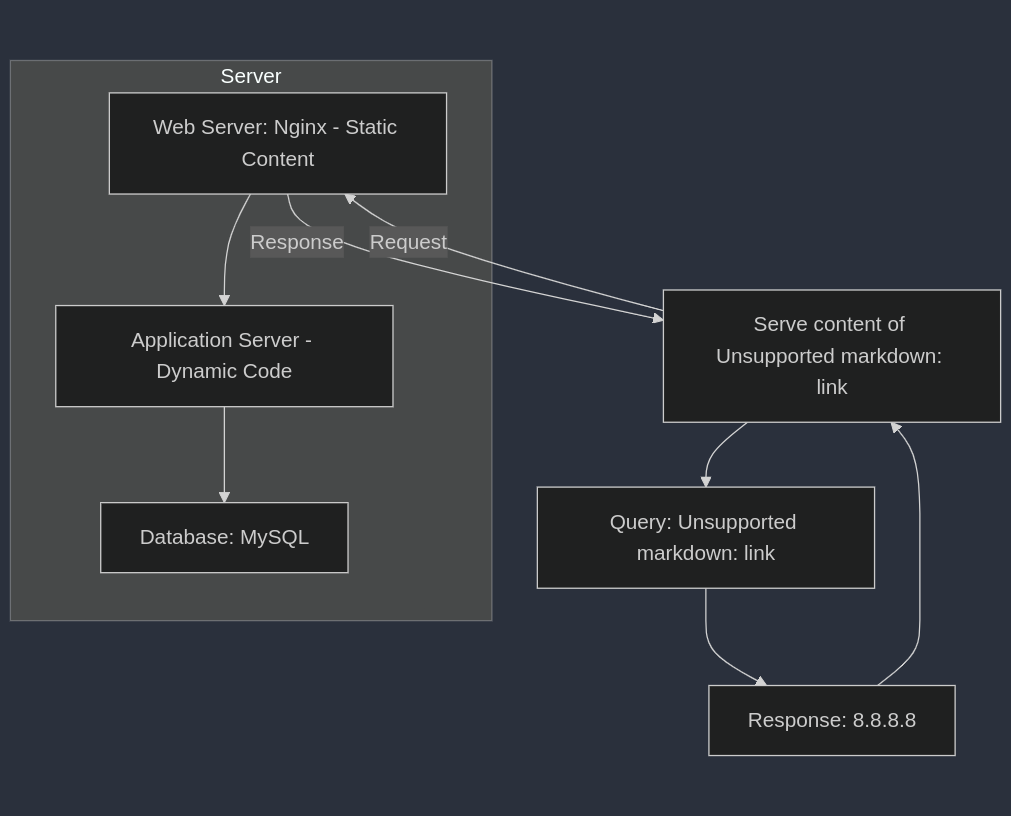 Server
Web Server: Nginx - Static
Content
Response
Request
Application Server -
Dynamic Code
Database: MySQL
Serve content of
Unsupported markdown:
link
Query: Unsupported
markdown: link
Response: 8.8.8.8